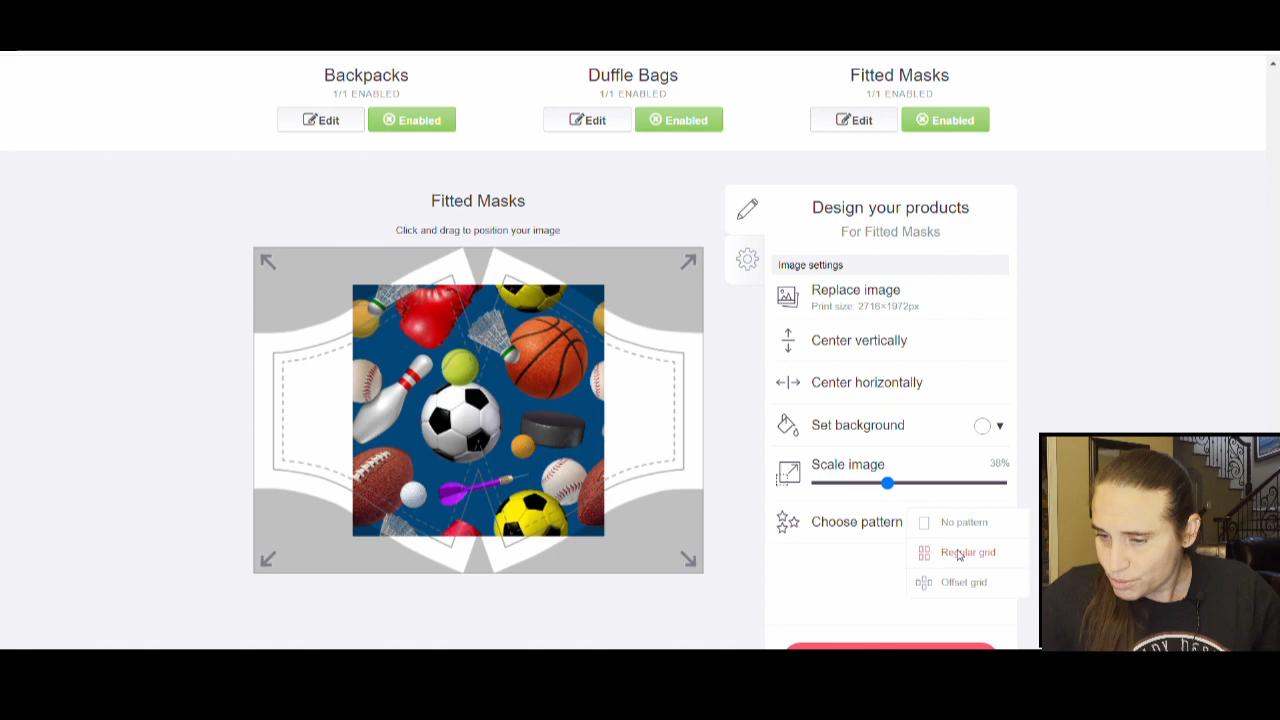 Backpacks
1/1 ENABLED
Edit
Enabled
Duffle Bags
1/1 ENABLED
Edit
Enabled
Fitted Masks
1/1 ENABLED
Edit
Enabled
Fitted Masks
Click and drag to position your image
Design your products
For Fitted Masks
Image settings
Replace image
Print size: 2716×1972px
Center vertically
Center horizontally
Set background
Scale image
38%
Choose pattern
No pattern
Regular grid
Offset grid